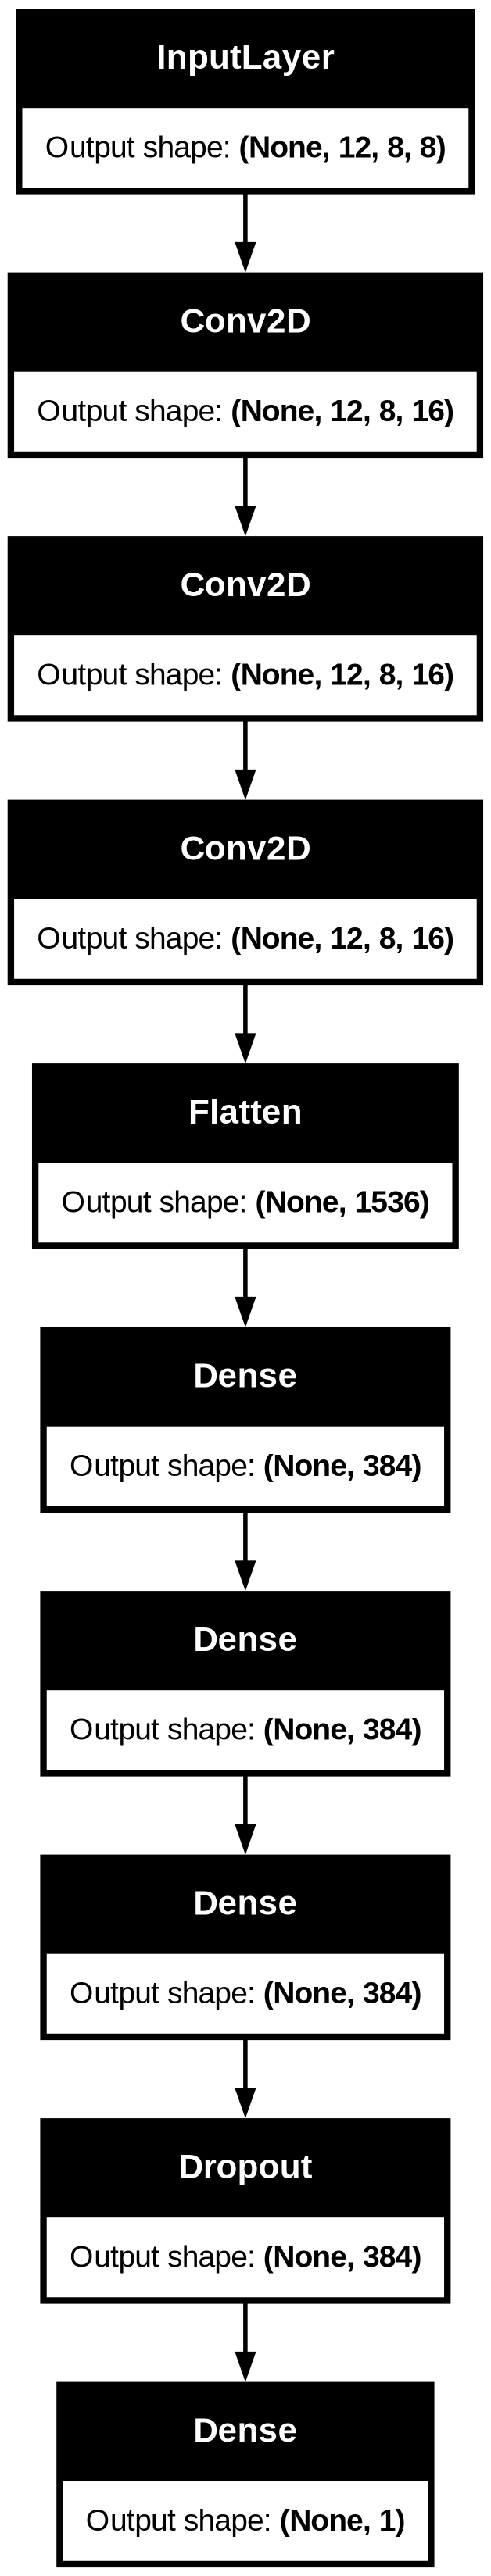 InputLayer
Output shape: (None, 12, 8, 8)
Conv2D
Output shape: (None, 12, 8, 16)
Conv2D
Output shape: (None, 12, 8, 16)
Conv2D
Output shape: (None, 12, 8, 16)
Flatten
Output shape: (None, 1536)
Dense
Output shape: (None, 384)
Dense
Output shape: (None, 384)
Dense
Output shape: (None, 384)
Dropout
Output shape: (None, 384)
Dense
Output shape: (None, 1)